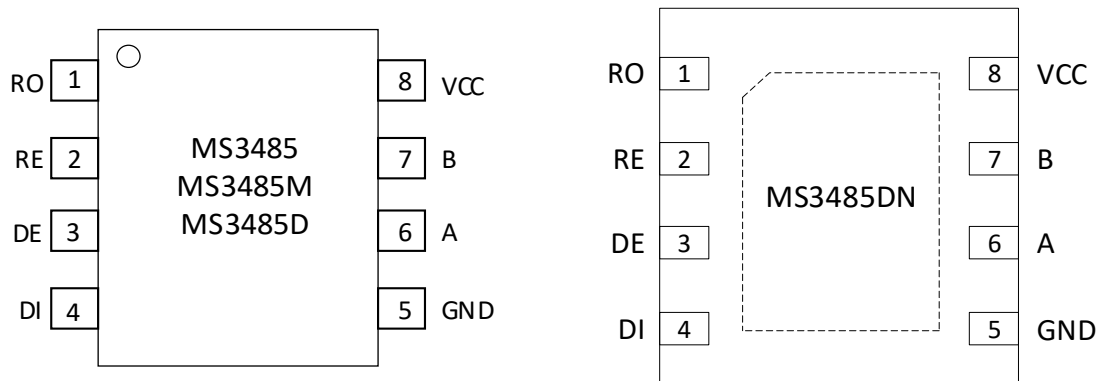 RO 1
RE 2
DE 3
DI 4
MS3485
MS3485M
MS3485D
8 VCC
7 B
6 A
5 GND
RO 1
RE 2
DE 3
DI 4
MS3485DN
8 VCC
7 B
6 A
5 GND